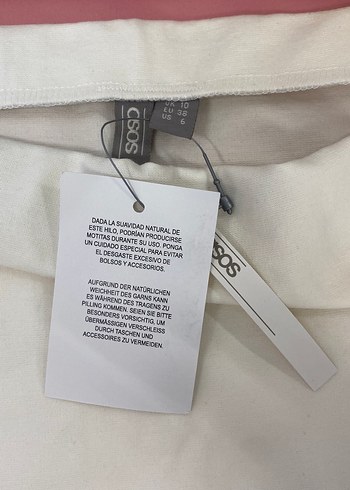 asos
UK 10
EU 38
US 6
DADA LA SUAVIDAD NATURAL DE
ESTE HILO, PODRÍAN PRODUCIRSE
MOTITAS DURANTE SU USO. PONGA
UN CUIDADO ESPECIAL PARA EVITAR
EL DESGASTE EXCESIVO DE
BOLSOS Y ACCESORIOS.
AUFGRUND DER NATÜRLICHEN
WEICHHEIT DES GARNS KANN
ES WÄHREND DES TRAGENS ZU
PILLING KOMMEN. SEIEN SIE BITTE
BESONDERS VORSICHTIG, UM
ÜBERMÄSSIGEN VERSCHLEISS
DURCH TASCHEN UND
ACCESSOIRES ZU VERMEIDEN.
asos